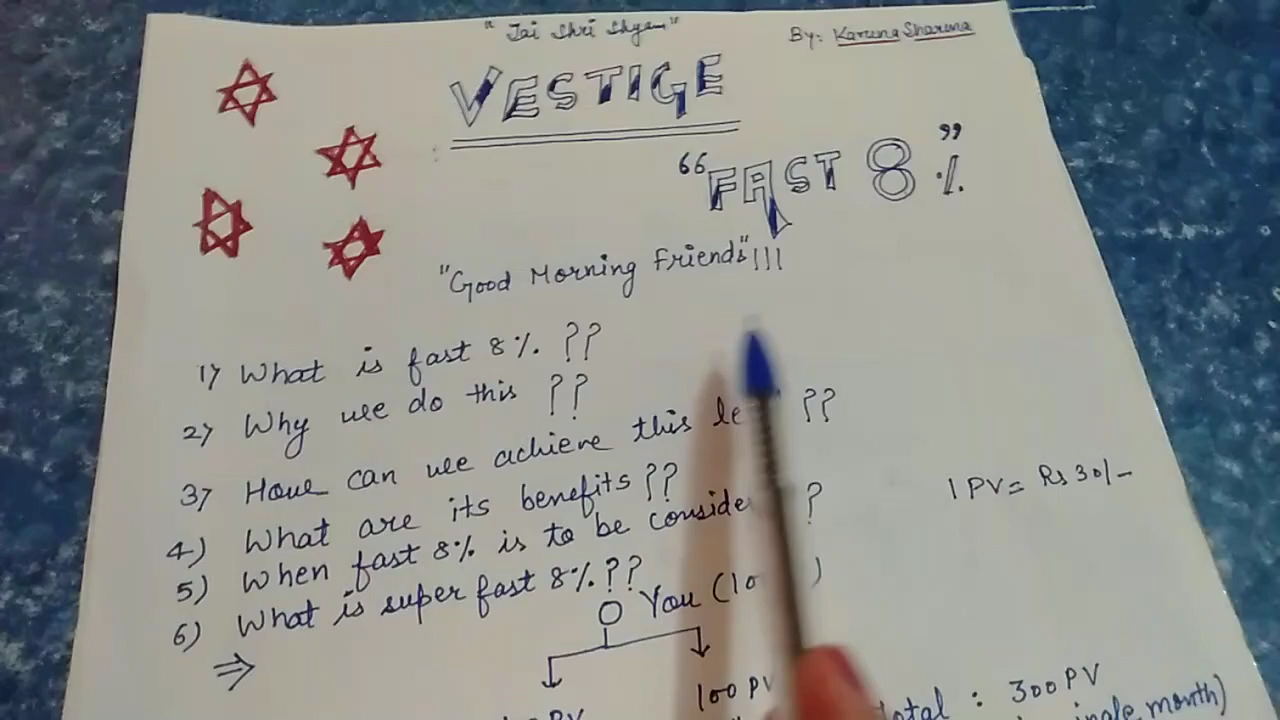 "Jai Shri Shyam"
By: Karuna Sharma
VESTIGE
"FAST 8%"
"Good Morning Friends"!!!
1) What is fast 8%. ??
2) Why we do this ??
3) How can we achieve this ??
4) What are its benefits ??
5) When fast 8% is to be ?
6) What is super fast 8% ??
1 PV = Rs 30/-
You
⇒
100 PV
PV
: 300 PV
month)